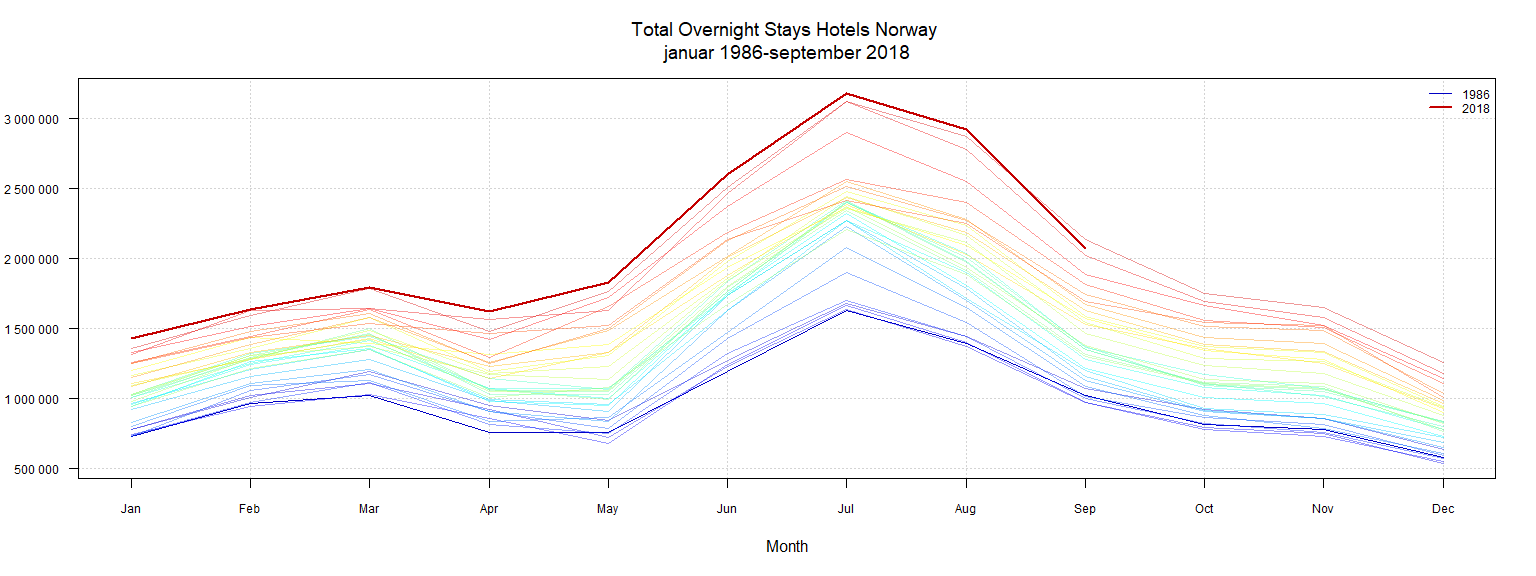 Total Overnight Stays Hotels Norway
januar 1986-september 2018
1986
2018
3 000 000
2 500 000
2 000 000
1 500 000
1 000 000
500 000
Jan Feb Mar Apr May Jun Jul Aug Sep Oct Nov Dec
Month